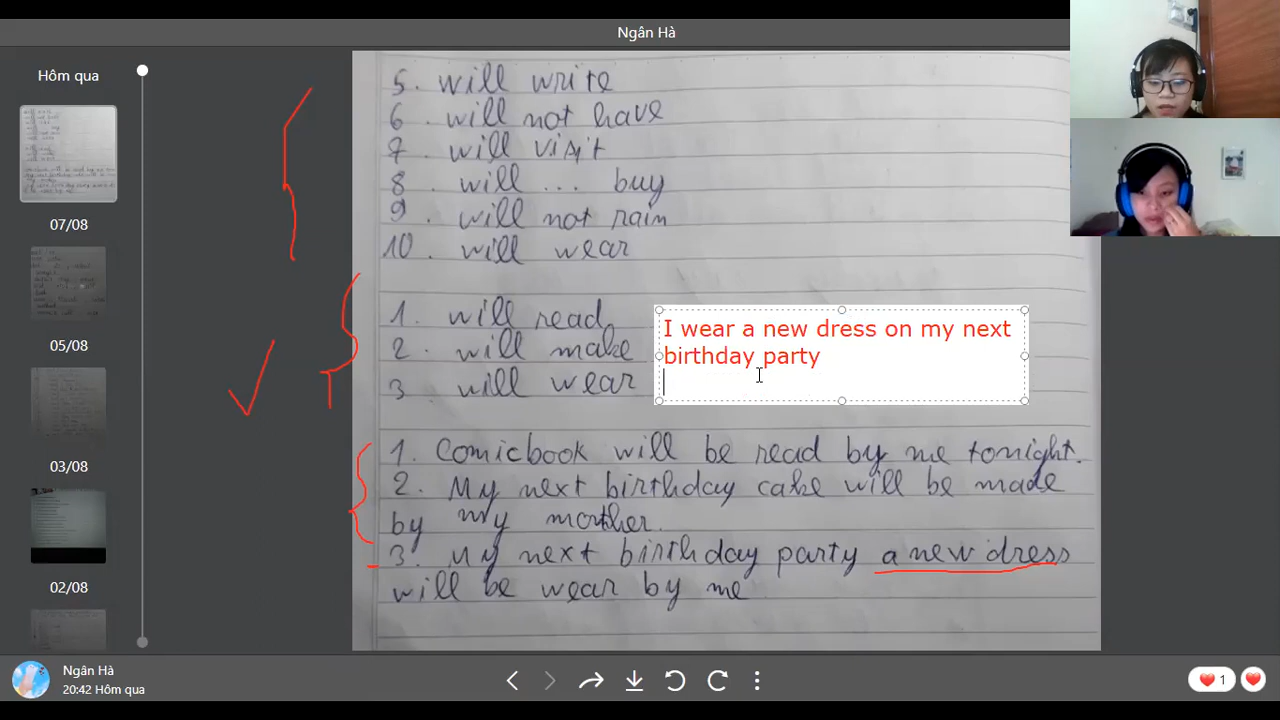 Ngân Hà
Hôm qua
07/08
05/08
03/08
02/08
5. will write
6. will not have
7. will visit
8. will ... buy
9. will not rain
10. will wear
1. will read
2. will make
3. will wear
I wear a new dress on my next
birthday party
1. Comicbook will be read by me tonight.
2. My next birthday cake will be made
by my morther.
3. My next birthday party a new dress
will be wear by me
Ngân Hà
20:42 Hôm qua
1